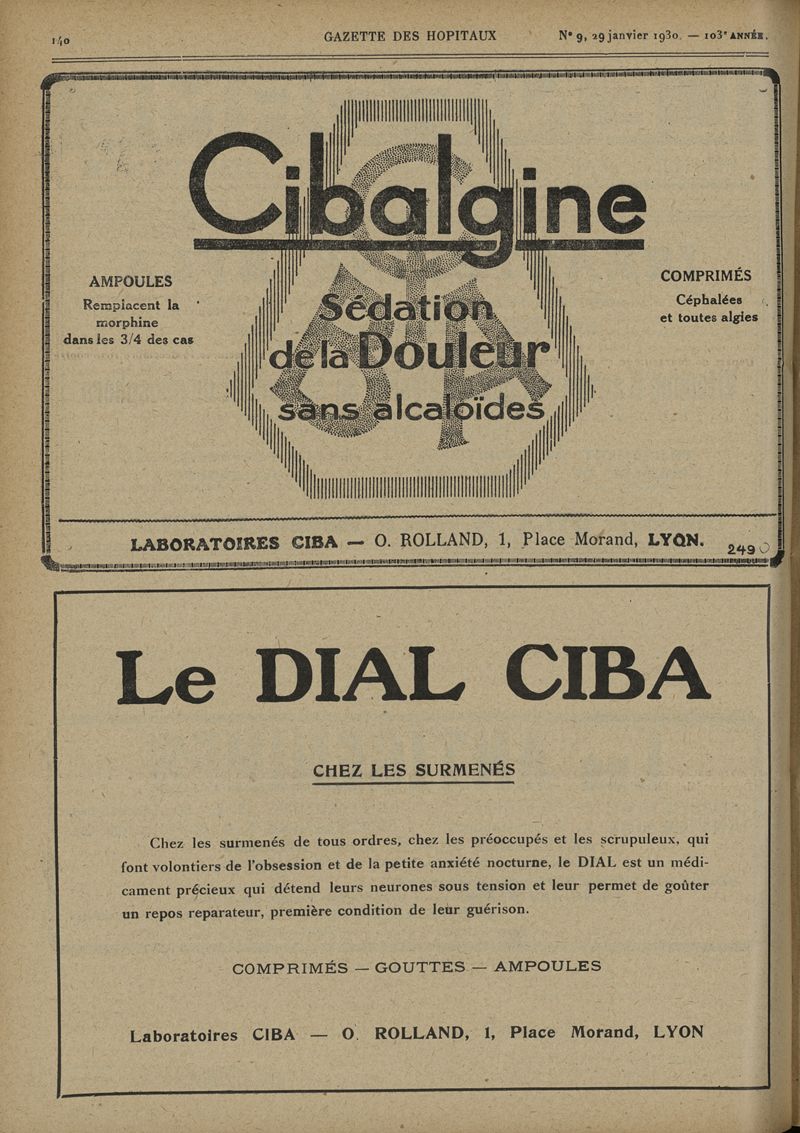 140 GAZETTE DES HOPITAUX N° 9, 29 janvier 1930. — 103e ANNÉE.
Cibalgine
AMPOULES
Remplacent la
morphine
dans les 3/4 des cas
Sédation
de la Douleur
sans alcaloïdes
COMPRIMÉS
Céphalées
et toutes algies
CIBA
LABORATOIRES CIBA — O. ROLLAND, 1, Place Morand, LYON.
249
Le DIAL CIBA
CHEZ LES SURMENÉS
Chez les surmenés de tous ordres, chez les préoccupés et les scrupuleux, qui
font volontiers de l'obsession et de la petite anxiété nocturne, le DIAL est un médi-
cament précieux qui détend leurs neurones sous tension et leur permet de goûter
un repos reparateur, première condition de leur guérison.
COMPRIMÉS — GOUTTES — AMPOULES
Laboratoires CIBA — O. ROLLAND, 1, Place Morand, LYON